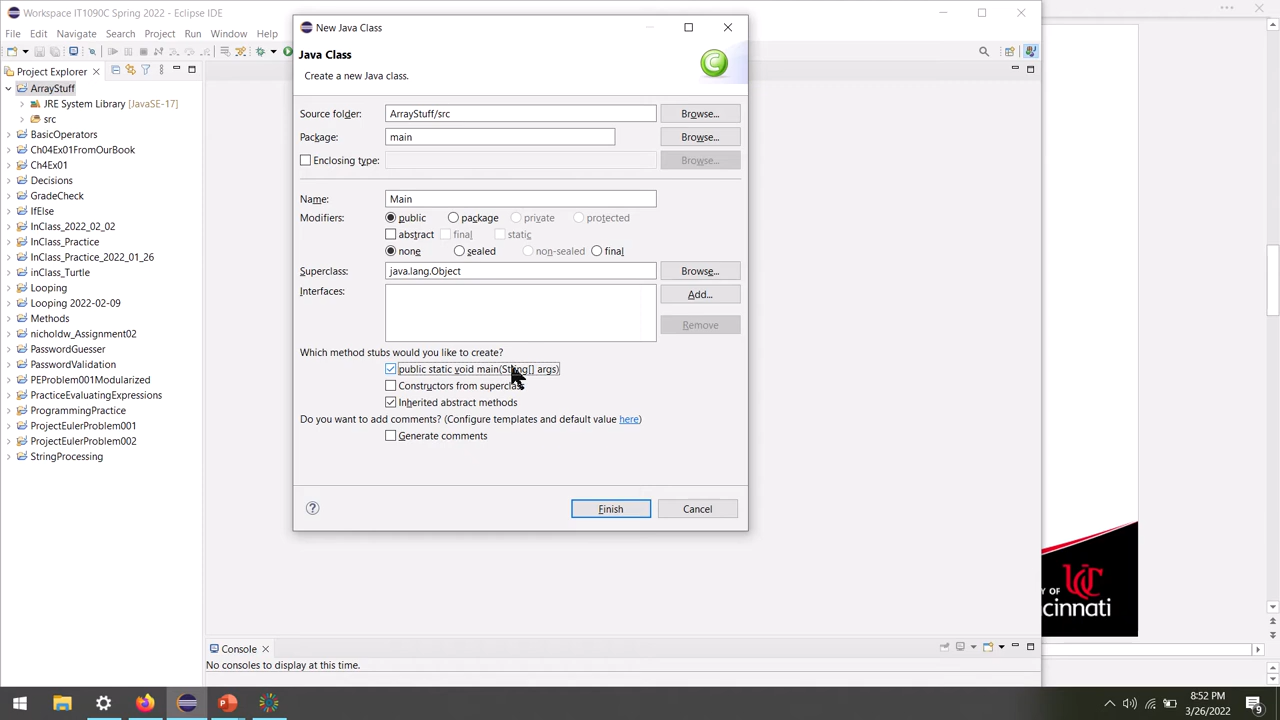 Workspace IT1090C Spring 2022 - Eclipse IDE
File Edit Navigate Search Project Run Window Help
Project Explorer
ArrayStuff
JRE System Library [JavaSE-17]
src
BasicOperators
Ch04Ex01FromOurBook
Ch4Ex01
Decisions
GradeCheck
IfElse
InClass_2022_02_02
InClass_Practice
InClass_Practice_2022_01_26
inClass_Turtle
Looping
Looping 2022-02-09
Methods
nicholdw_Assignment02
PasswordGuesser
PasswordValidation
PEProblem001Modularized
PracticeEvaluatingExpressions
ProgrammingPractice
ProjectEulerProblem001
ProjectEulerProblem002
StringProcessing
New Java Class
Java Class
Create a new Java class.
C
Source folder: ArrayStuff/src Browse...
Package: main Browse...
Enclosing type: Browse...
Name: Main
Modifiers: public package private protected
abstract final static
none sealed non-sealed final
Superclass: java.lang.Object Browse...
Interfaces: Add...
Remove
Which method stubs would you like to create?
public static void main(String[] args)
Constructors from superclass
Inherited abstract methods
Do you want to add comments? (Configure templates and default value here)
Generate comments
? Finish Cancel
Console
No consoles to display at this time.
UC
Y OF
cinnati
8:52 PM
3/26/2022
9